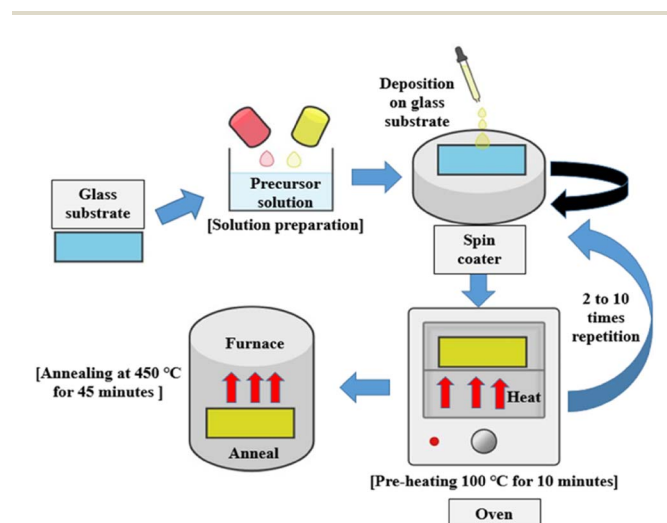 Deposition
on glass
substrate
Glass
substrate
Precursor
solution
[Solution preparation]
Spin
coater
2 to 10
times
repetition
[Annealing at 450 °C
for 45 minutes ]
Furnace
Anneal
Heat
[Pre-heating 100 °C for 10 minutes]
Oven